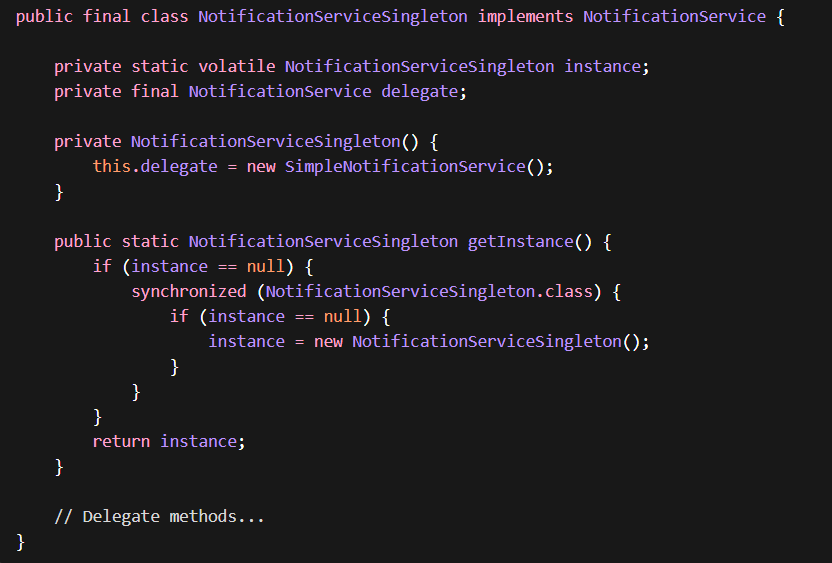 public final class NotificationServiceSingleton implements NotificationService {
private static volatile NotificationServiceSingleton instance;
private final NotificationService delegate;
private NotificationServiceSingleton() {
this.delegate = new SimpleNotificationService();
}
public static NotificationServiceSingleton getInstance() {
if (instance == null) {
synchronized (NotificationServiceSingleton.class) {
if (instance == null) {
instance = new NotificationServiceSingleton();
}
}
}
return instance;
}
// Delegate methods...
}